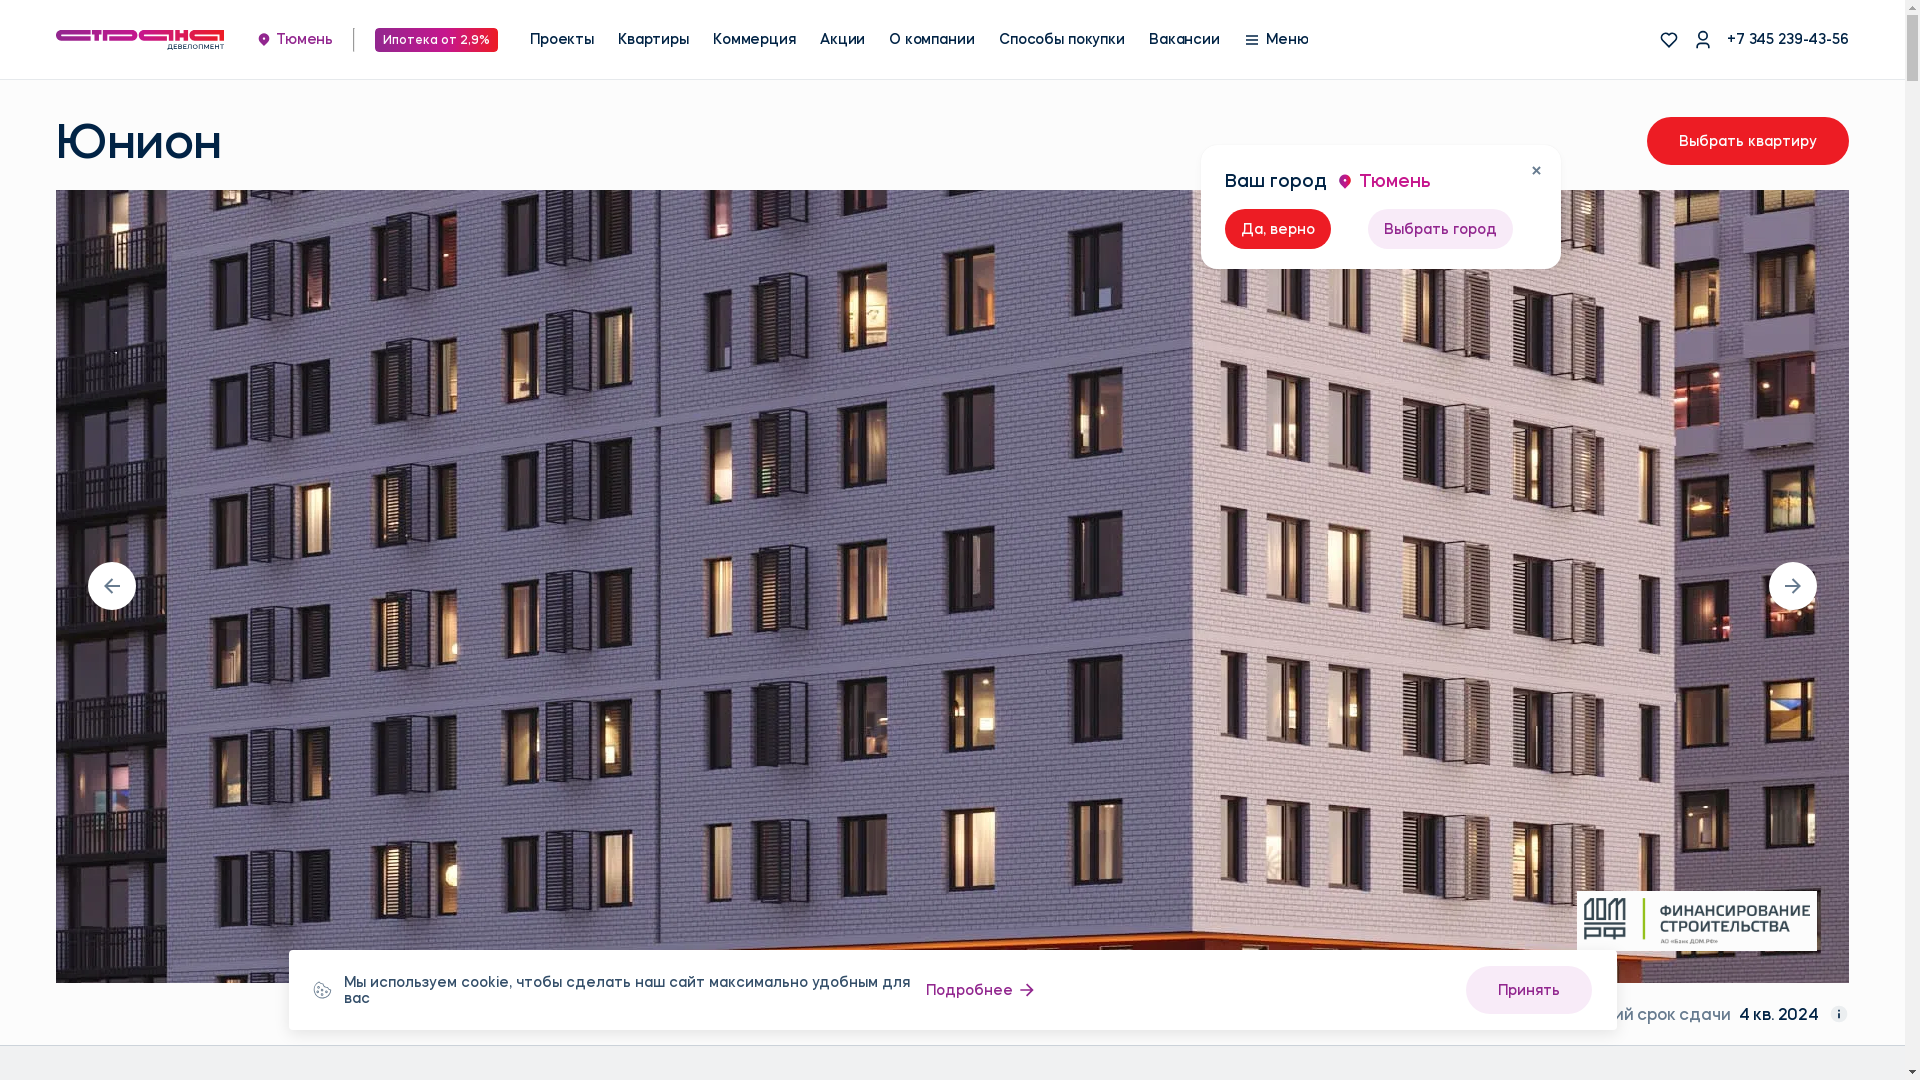 страна
ДЕВЕЛОПМЕНТ
Тюмень
Ипотека от 2,9%
Проекты
Квартиры
Коммерция
Акции
О компании
Способы покупки
Вакансии
Меню
+7 345 239-43-56
Юнион
Выбрать квартиру
Ваш город
Тюмень
Да, верно
Выбрать город
ДОМ
РФ
ФИНАНСИРОВАНИЕ
СТРОИТЕЛЬСТВА
АО «Банк ДОМ.РФ»
Мы используем cookie, чтобы сделать наш сайт максимально удобным для
вас
Подробнее
Принять
срок сдачи
4 кв. 2024